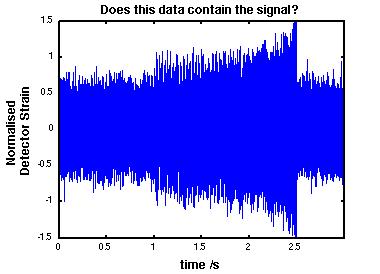 Does this data contain the signal?
1.5
1
0.5
0
-0.5
-1
-1.5
Normalised
Detector Strain
0 0.5 1 1.5 2 2.5
time /s